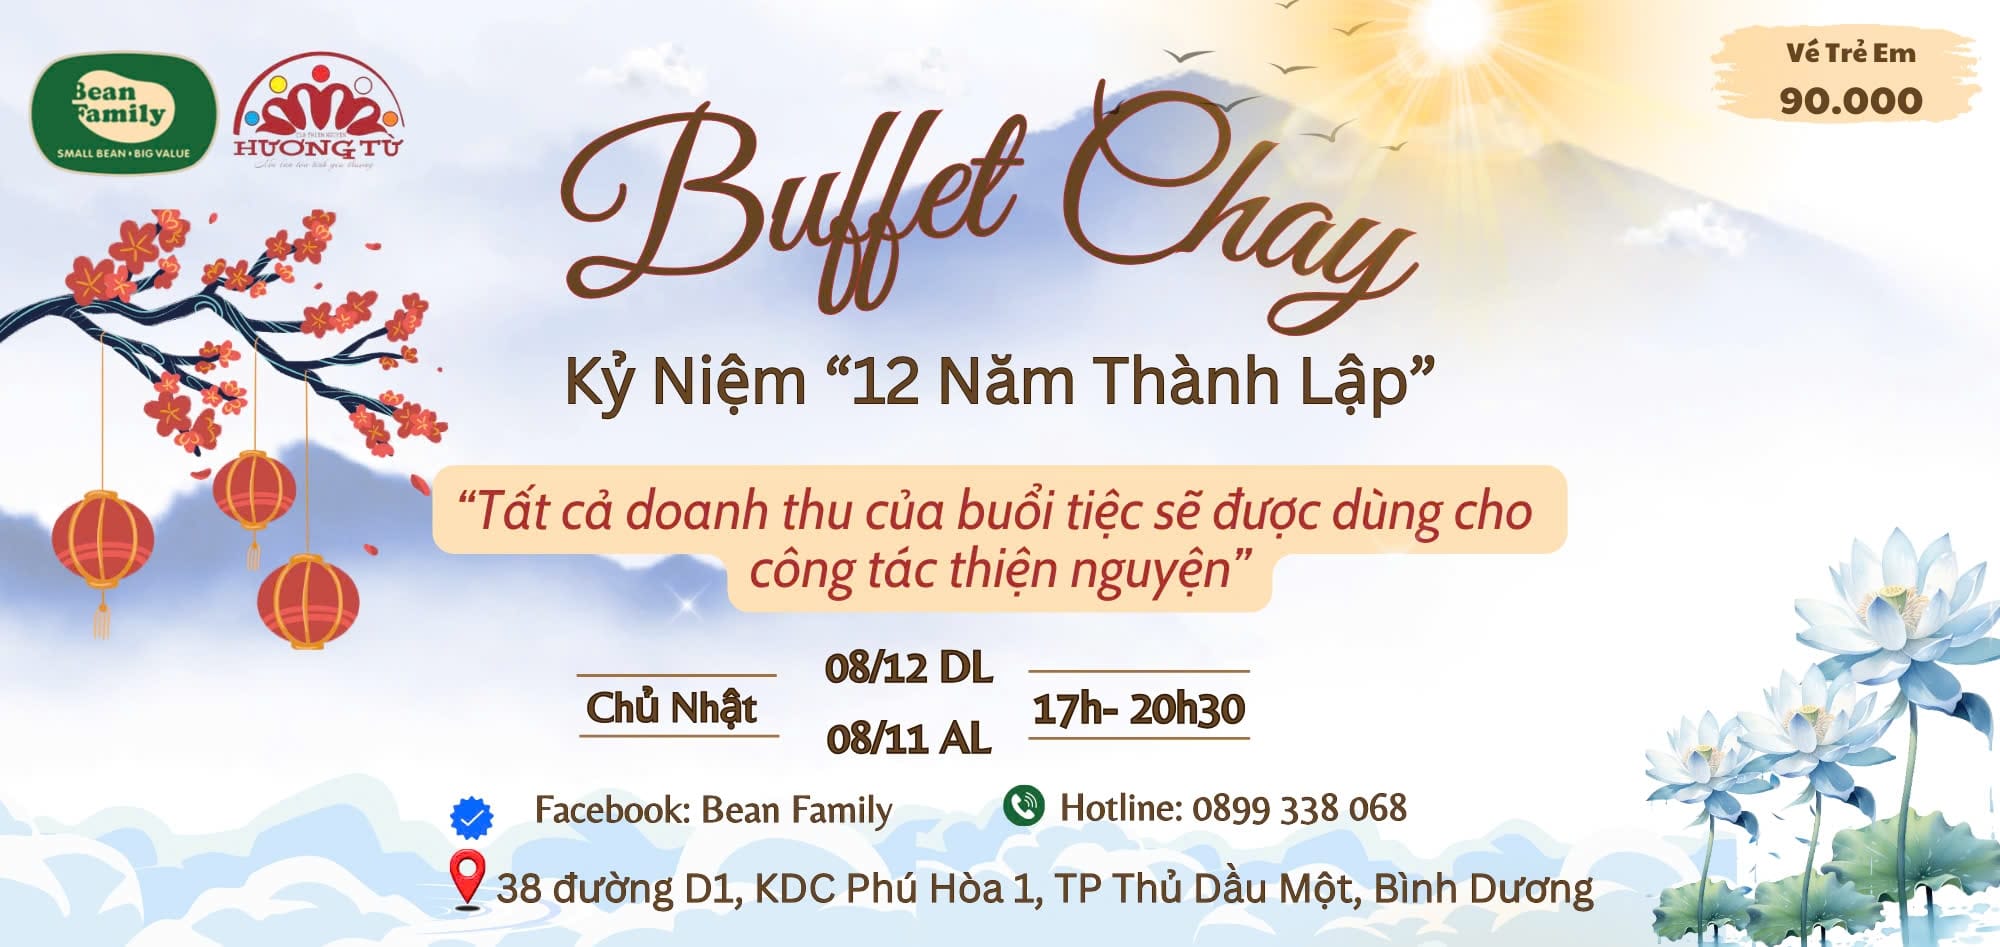 Bean
Family
SMALL BEAN • BIG VALUE
CLB THIỆN NGUYỆN
HƯƠNG TỪ
Vé Trẻ Em
90.000
Buffet Chay
Kỷ Niệm “12 Năm Thành Lập”
“Tất cả doanh thu của buổi tiệc sẽ được dùng cho
công tác thiện nguyện”
Chủ Nhật
08/12 DL
08/11 AL
17h- 20h30
Facebook: Bean Family
Hotline: 0899 338 068
38 đường D1, KDC Phú Hòa 1, TP Thủ Dầu Một, Bình Dương